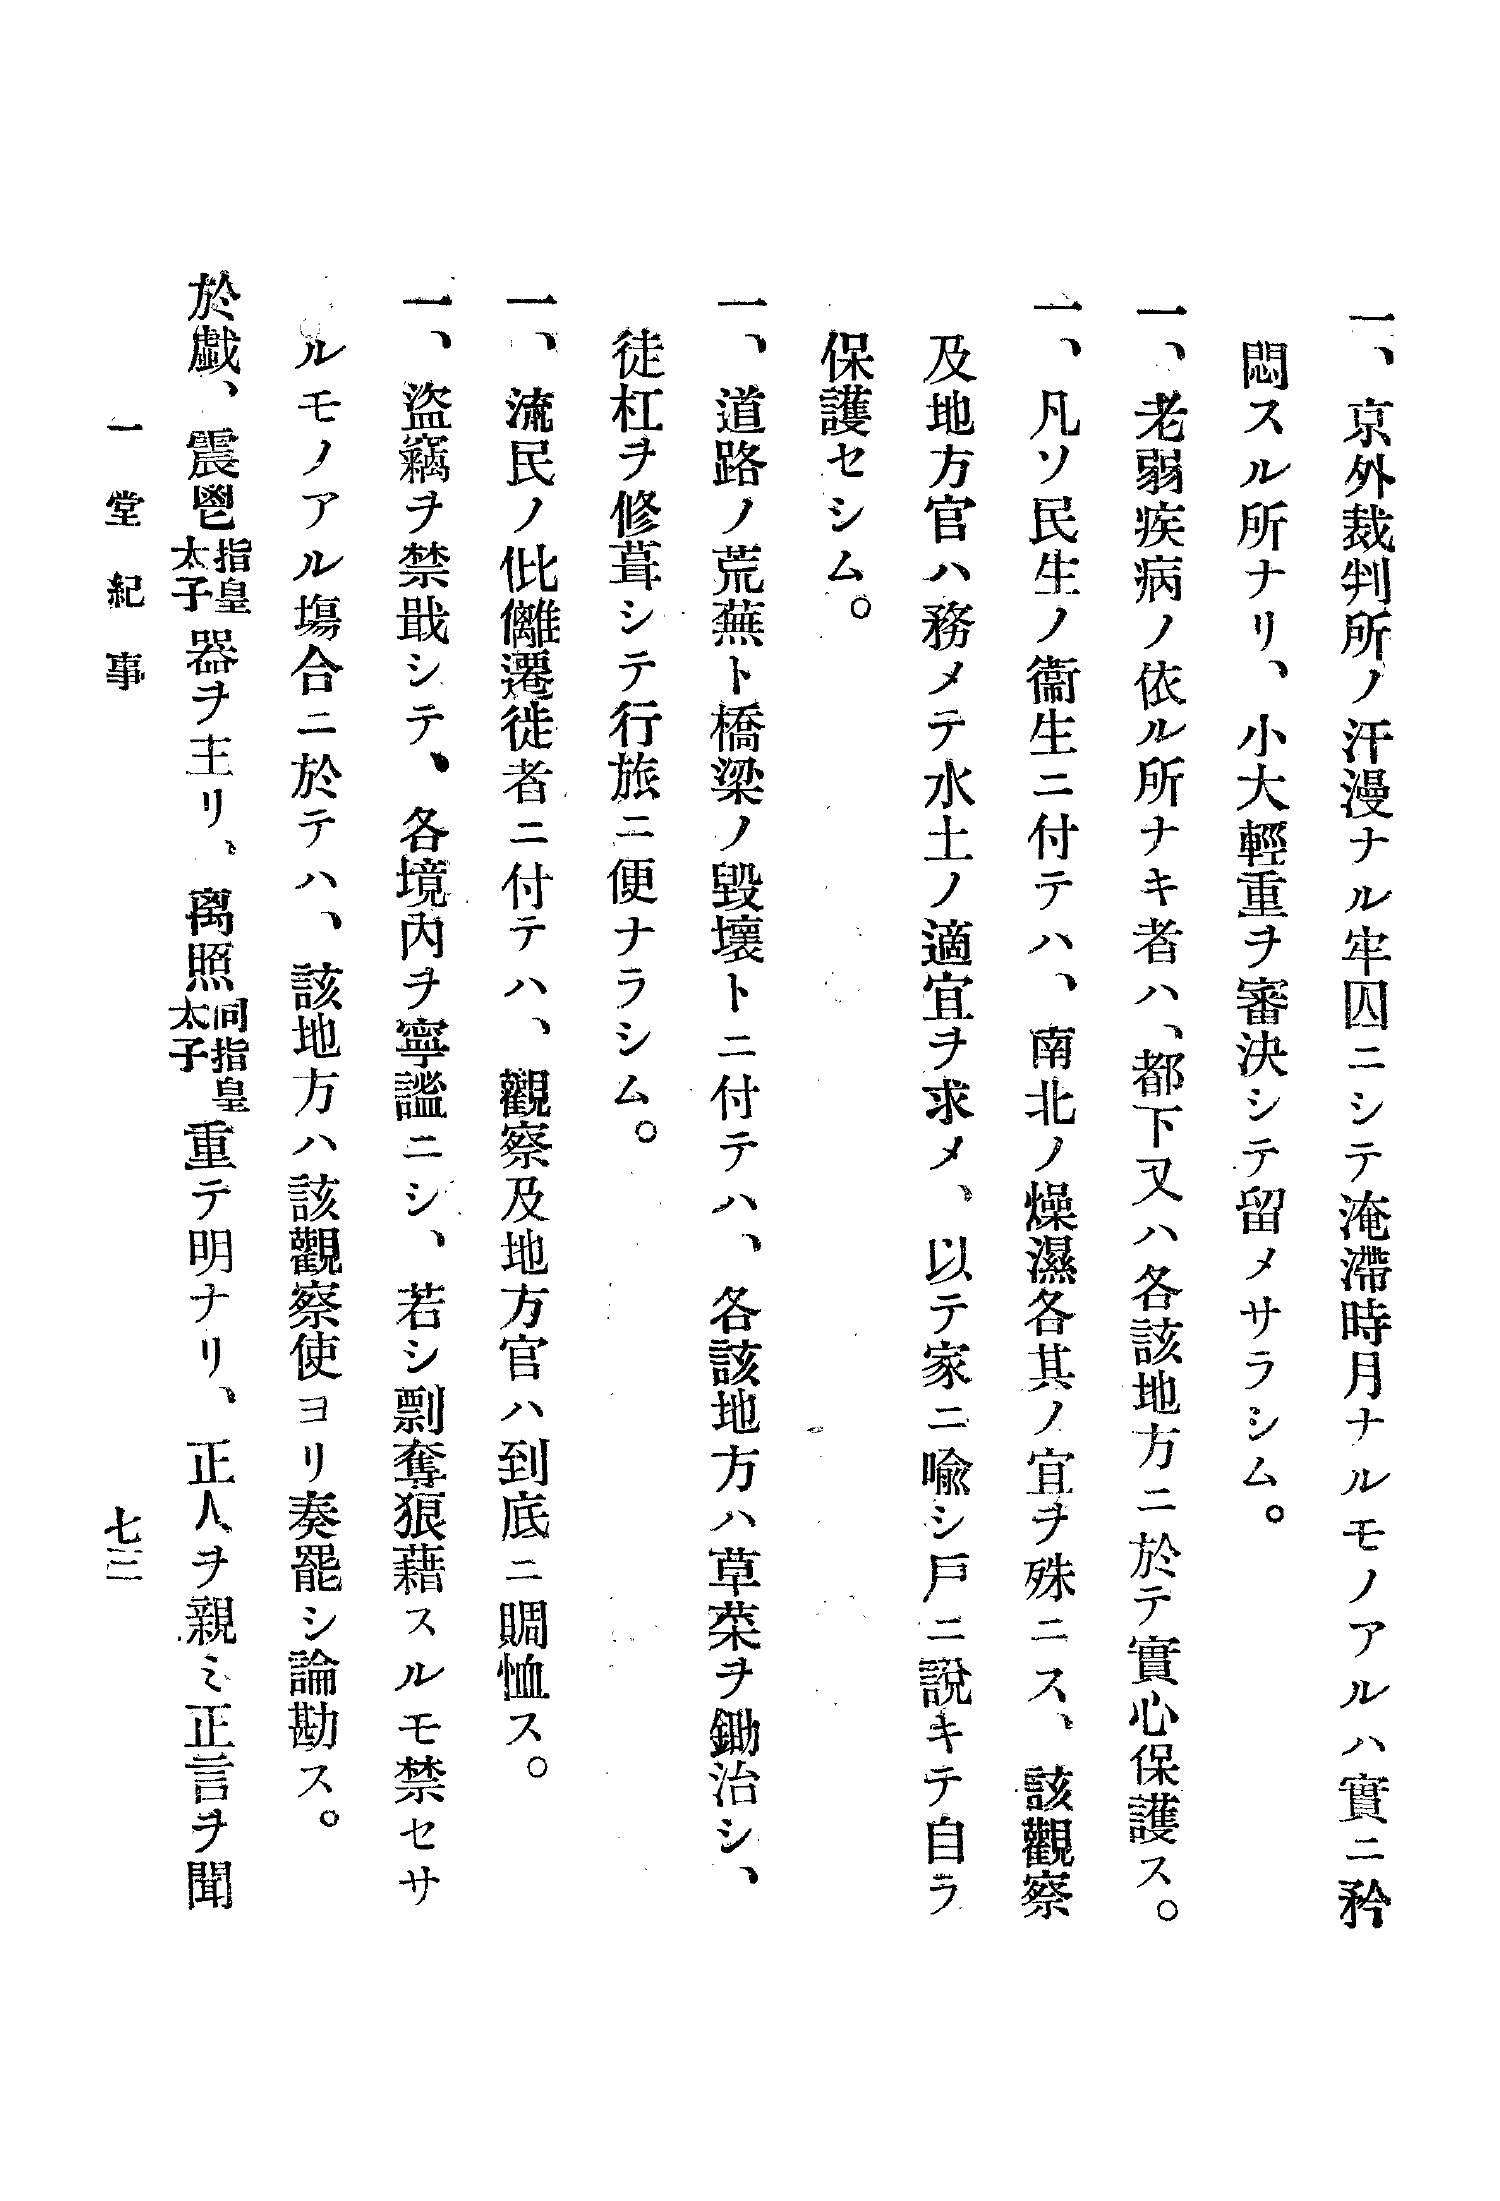 一、京外裁判所ノ汗漫ナル牢囚ニシテ淹滯時月ナルモノアルハ實ニ矜
悶スル所ナリ、小大輕重ヲ審決シテ留メサラシム。
一、老弱疾病ノ依ル所ナキ者ハ、都下又ハ各該地方ニ於テ實心保護ス。
一、凡ソ民生ノ衞生ニ付テハ、南北ノ燥濕各其ノ宜ヲ殊ニス、該觀察
及地方官ハ務メテ水土ノ適宜ヲ求メ、以テ家ニ喩シ戸ニ說キテ自ラ
保護セシム。
一、道路ノ荒蕪ト橋梁ノ毀壞トニ付テハ、各該地方ハ草菜ヲ鋤治シ、
徒杠ヲ修葺シテ行旅ニ便ナラシム。
一、流民ノ仳儺遷徙者ニ付テハ、觀察及地方官ハ到底ニ賙恤ス。
一、盜竊ヲ禁戢シテ、各境內ヲ寧謐ニシ、若シ剽奪狼藉スルモ禁セサ
ルモノアル塲合ニ於テハ、該地方ハ該觀察使ヨリ奏罷シ論勘ス。
於戯、震鬯指皇太子器ヲ主リ、离照同指皇太子重テ明ナリ、正人ヲ親ミ正言ヲ聞
一堂紀事
七三